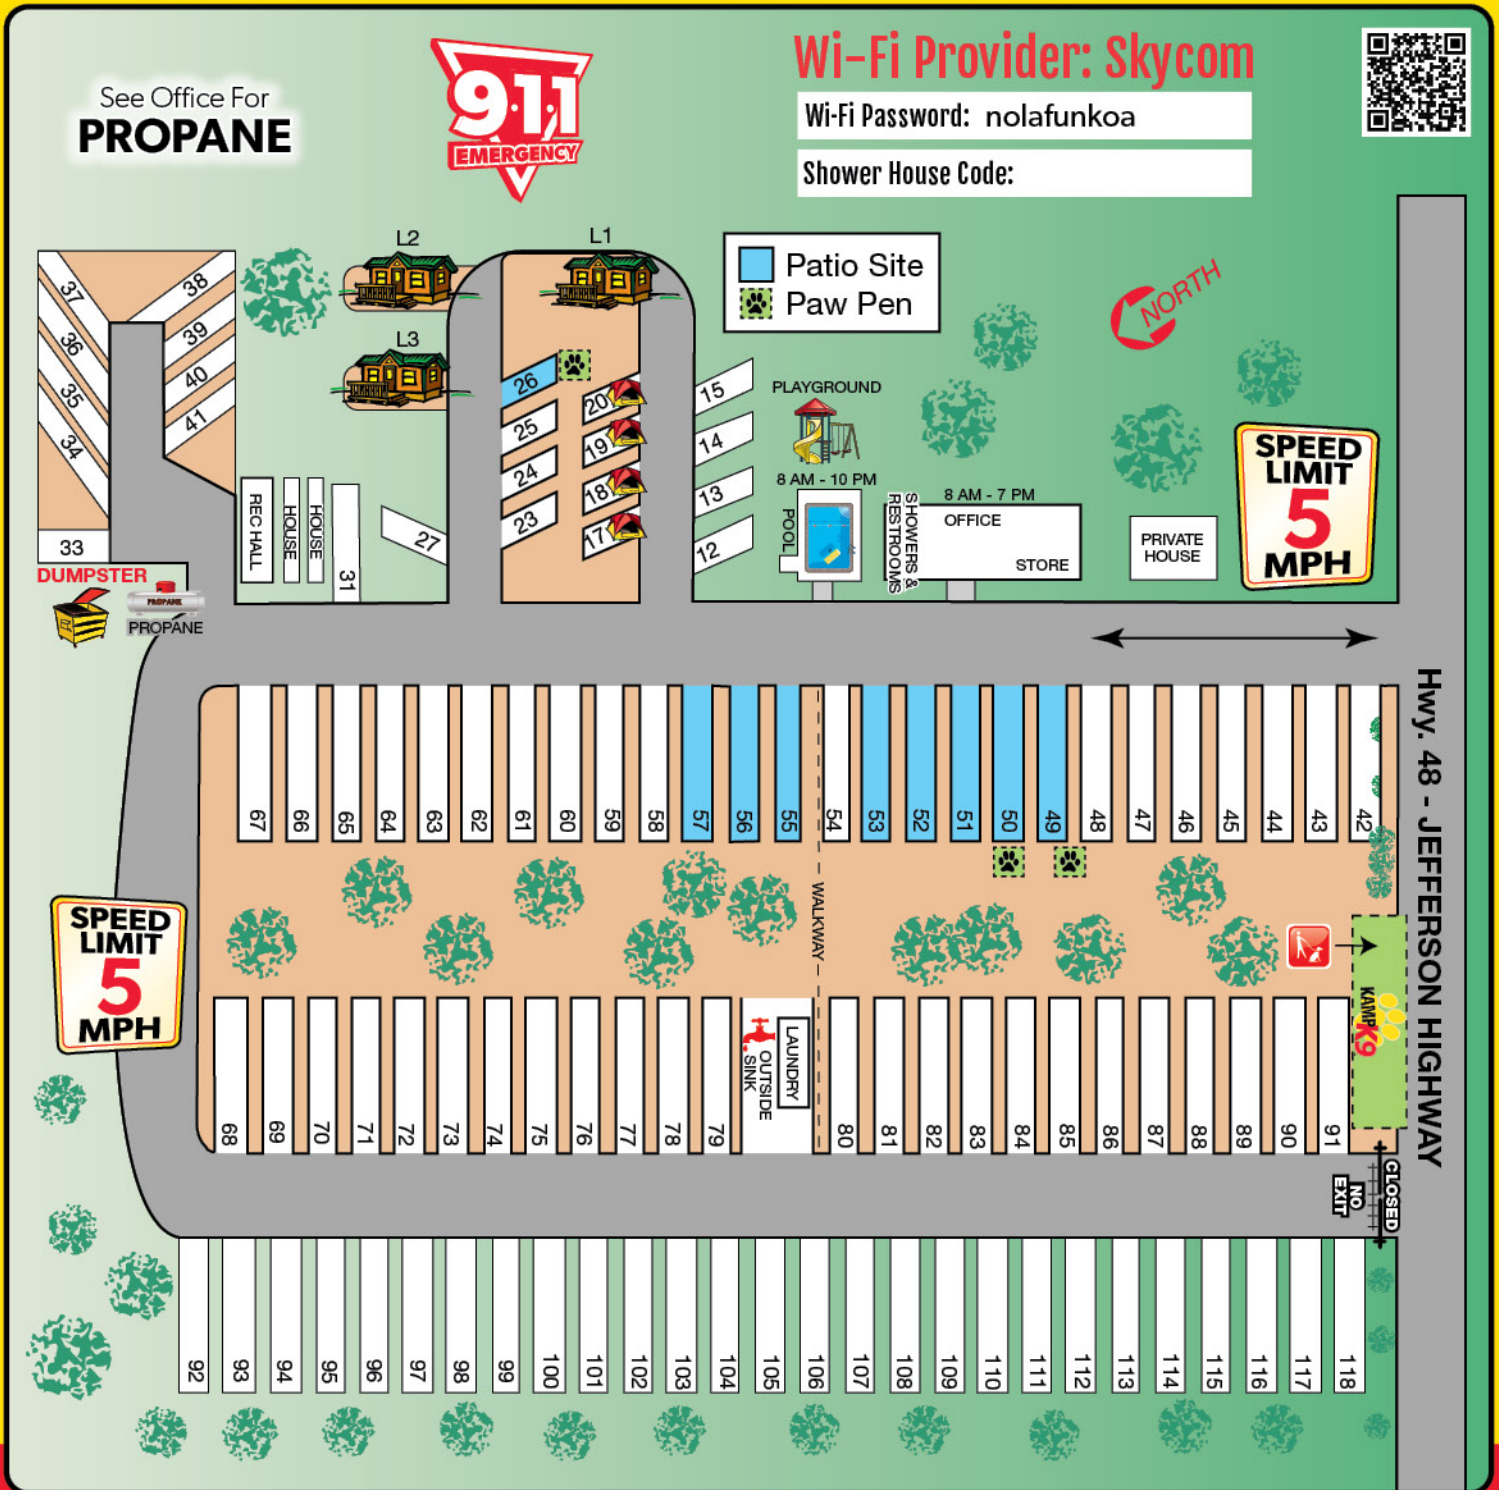 See Office For
PROPANE
9·1·1
EMERGENCY
Wi-Fi Provider: Skycom
Wi-Fi Password: nolafunkoa
Shower House Code:
L2
L1
L3
Patio Site
Paw Pen
NORTH
37
36
35
34
33
38
39
40
41
26
25
24
23
20
19
18
17
15
14
13
12
PLAYGROUND
8 AM - 10 PM
POOL
SHOWERS &
RESTROOMS
8 AM - 7 PM
OFFICE
STORE
PRIVATE
HOUSE
SPEED
LIMIT
5
MPH
REC HALL
HOUSE
HOUSE
31
27
DUMPSTER
PROPANE
PROPANE
Hwy. 48 - JEFFERSON HIGHWAY
67 66 65 64 63 62 61 60 59 58 57 56 55 54 53 52 51 50 49 48 47 46 45 44 43 42
WALKWAY
SPEED
LIMIT
5
MPH
KAMP
K9
LAUNDRY
OUTSIDE
SINK
68 69 70 71 72 73 74 75 76 77 78 79 80 81 82 83 84 85 86 87 88 89 90 91
CLOSED
NO
EXIT
92 93 94 95 96 97 98 99 100 101 102 103 104 105 106 107 108 109 110 111 112 113 114 115 116 117 118